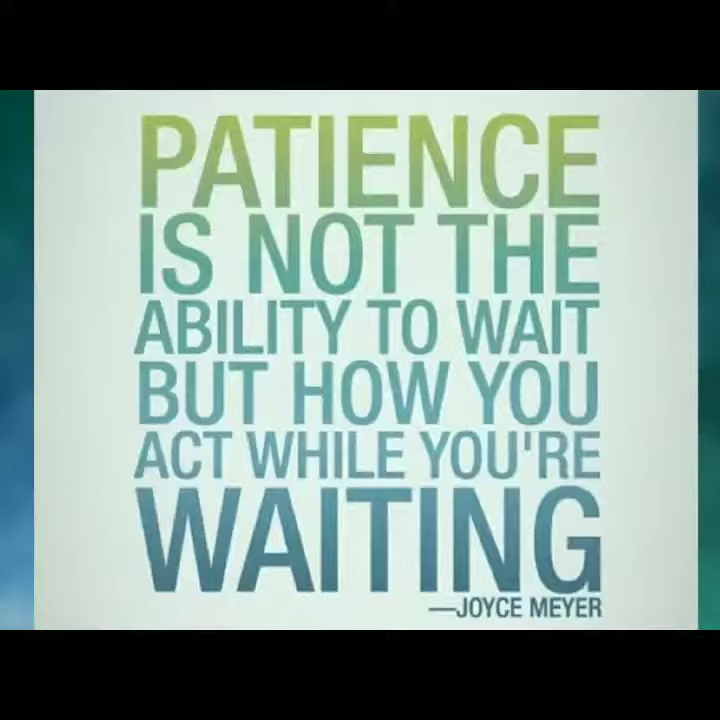 PATIENCE
IS NOT THE
ABILITY TO WAIT
BUT HOW YOU
ACT WHILE YOU'RE
WAITING
—JOYCE MEYER